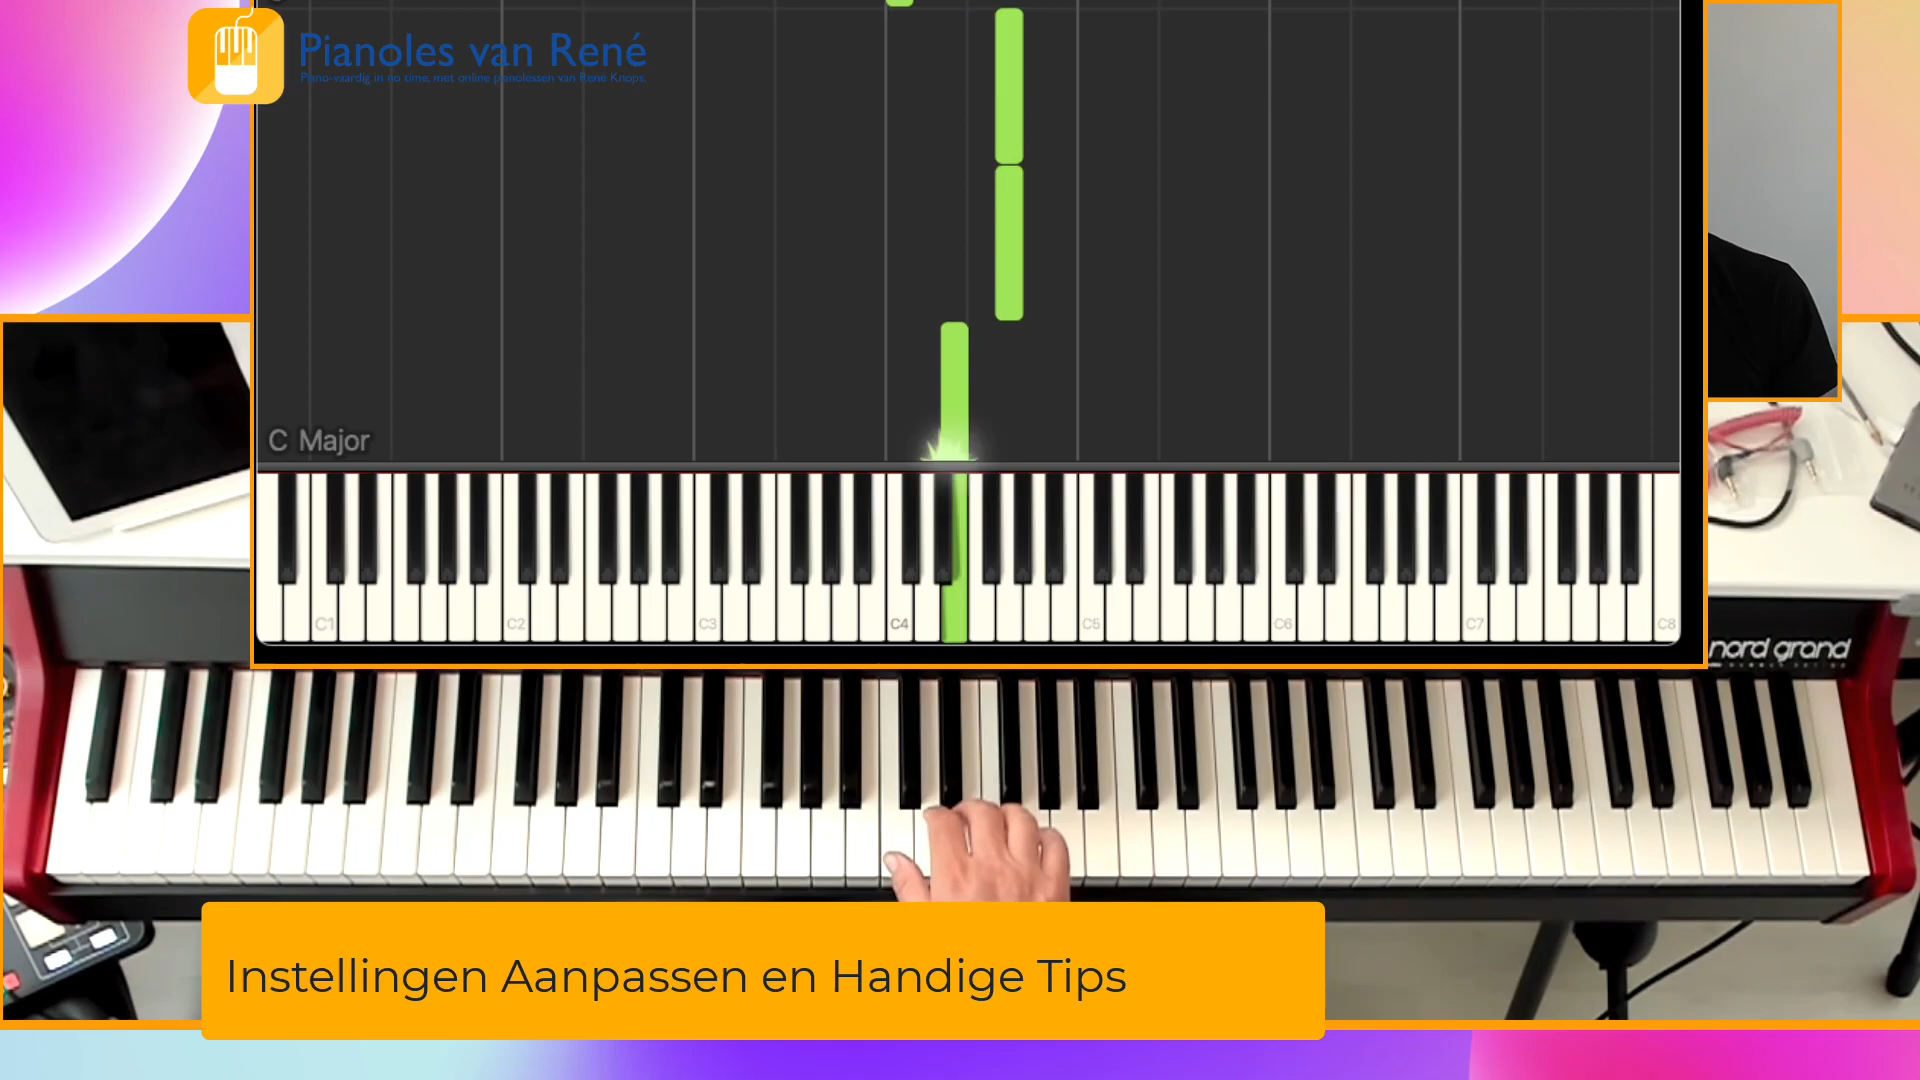 Pianoles van René
Piano-vaardig in no time, met online pianolessen van René Knops.
C Major
C1 C2 C3 C4 C5 C6 C7 C8
nord grand
Instellingen Aanpassen en Handige Tips